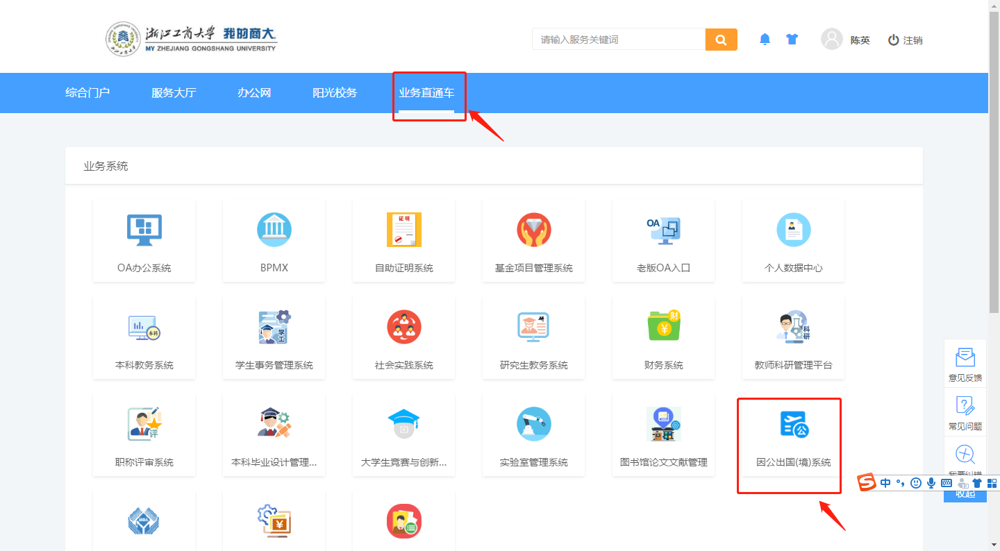 浙江工商大学 我的商大
MY ZHEJIANG GONGSHANG UNIVERSITY
请输入服务关键词
陈英
注销
综合门户 服务大厅 办公网 阳光校务 业务直通车
业务系统
OA办公系统 BPMX 自助证明系统 基金项目管理系统 老版OA入口 个人数据中心
本科教务系统 学生事务管理系统 社会实践系统 研究生教务系统 财务系统 教师科研管理平台
职称评审系统 本科毕业设计管理... 大学生竞赛与创新... 实验室管理系统 图书馆论文文献管理 因公出国(境)系统
证明
OA
本科
学工
研
财
科研
评
公
意见反馈
常见问题
我要纠错
收起
中